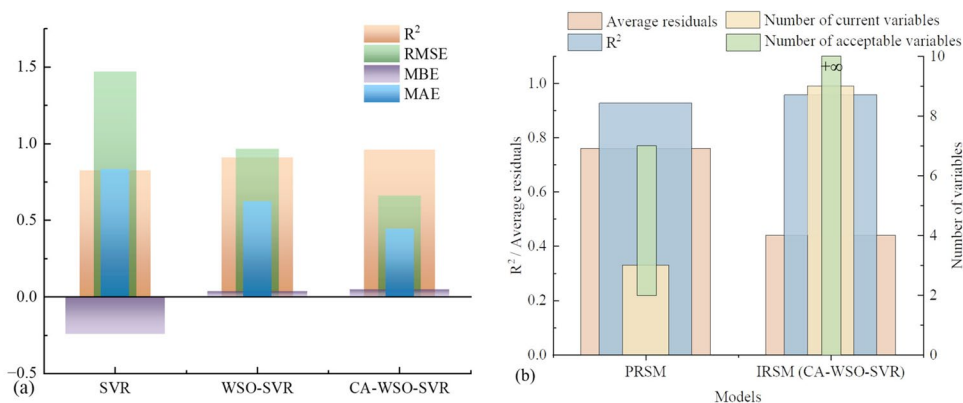 R²
RMSE
MBE
MAE
1.5
1.0
0.5
0.0
−0.5
(a)
SVR
WSO-SVR
CA-WSO-SVR
Average residuals
Number of current variables
R²
Number of acceptable variables
1.0
0.8
0.6
0.4
0.2
0.0
R² / Average residuals
+∞
10
8
6
4
2
0
Number of variables
(b)
PRSM
IRSM (CA-WSO-SVR)
Models